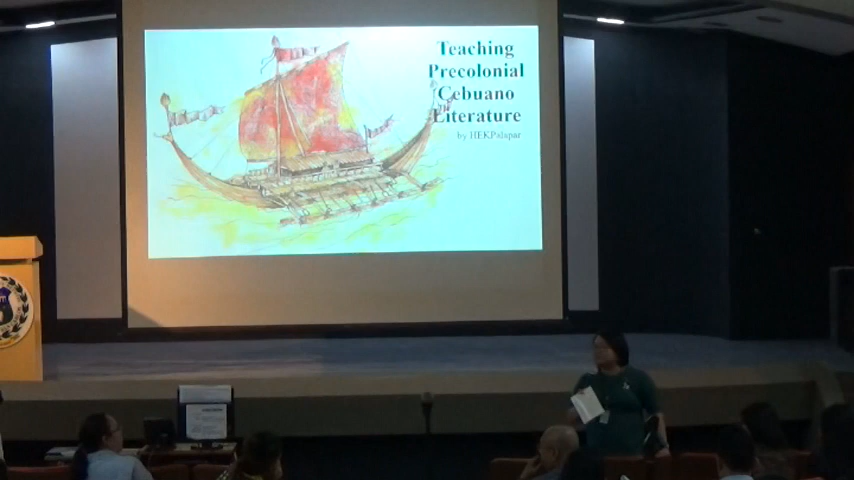 Teaching
Precolonial
Cebuano
Literature
by HEKPalapar